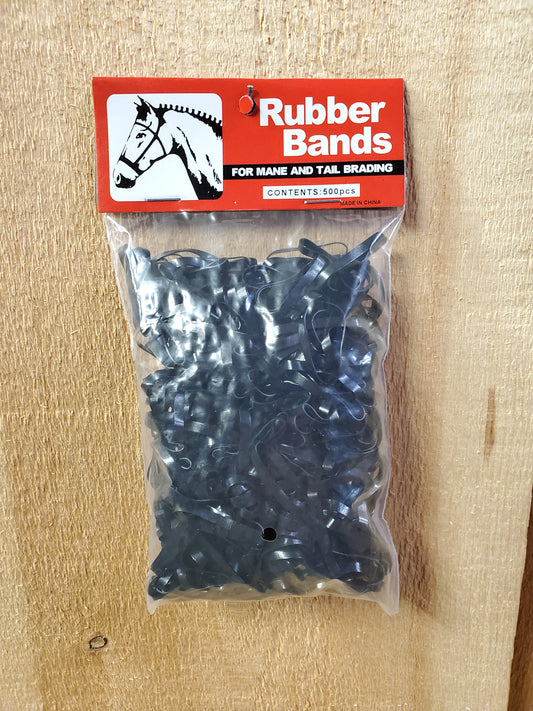 Rubber
Bands
FOR MANE AND TAIL BRADING
CONTENTS:500pcs
MADE IN CHINA